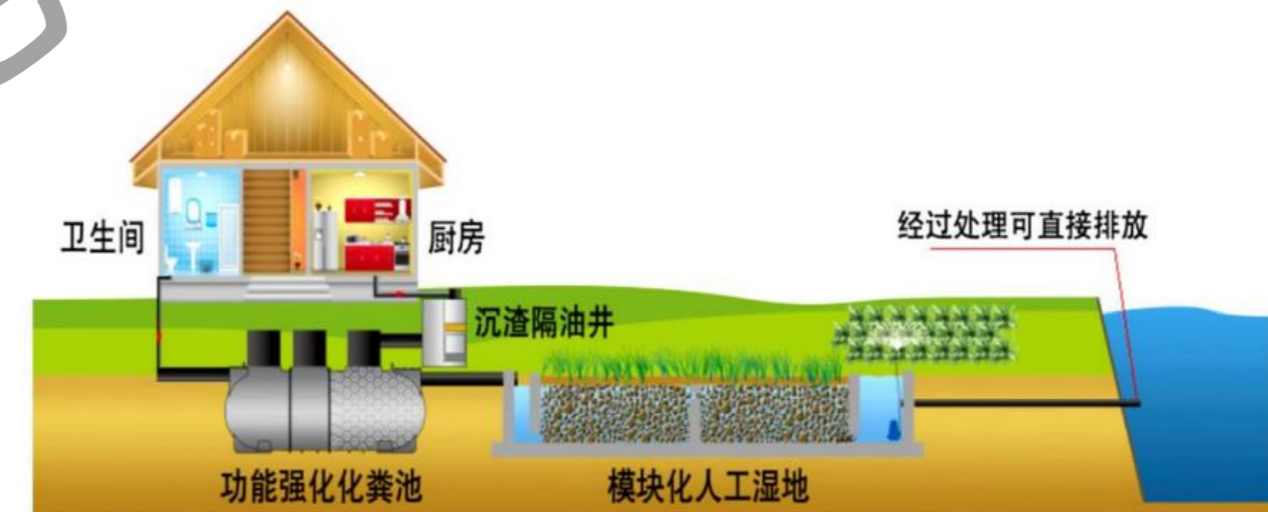 卫生间
厨房
经过处理可直接排放
沉渣隔油井
功能强化化粪池
模块化人工湿地